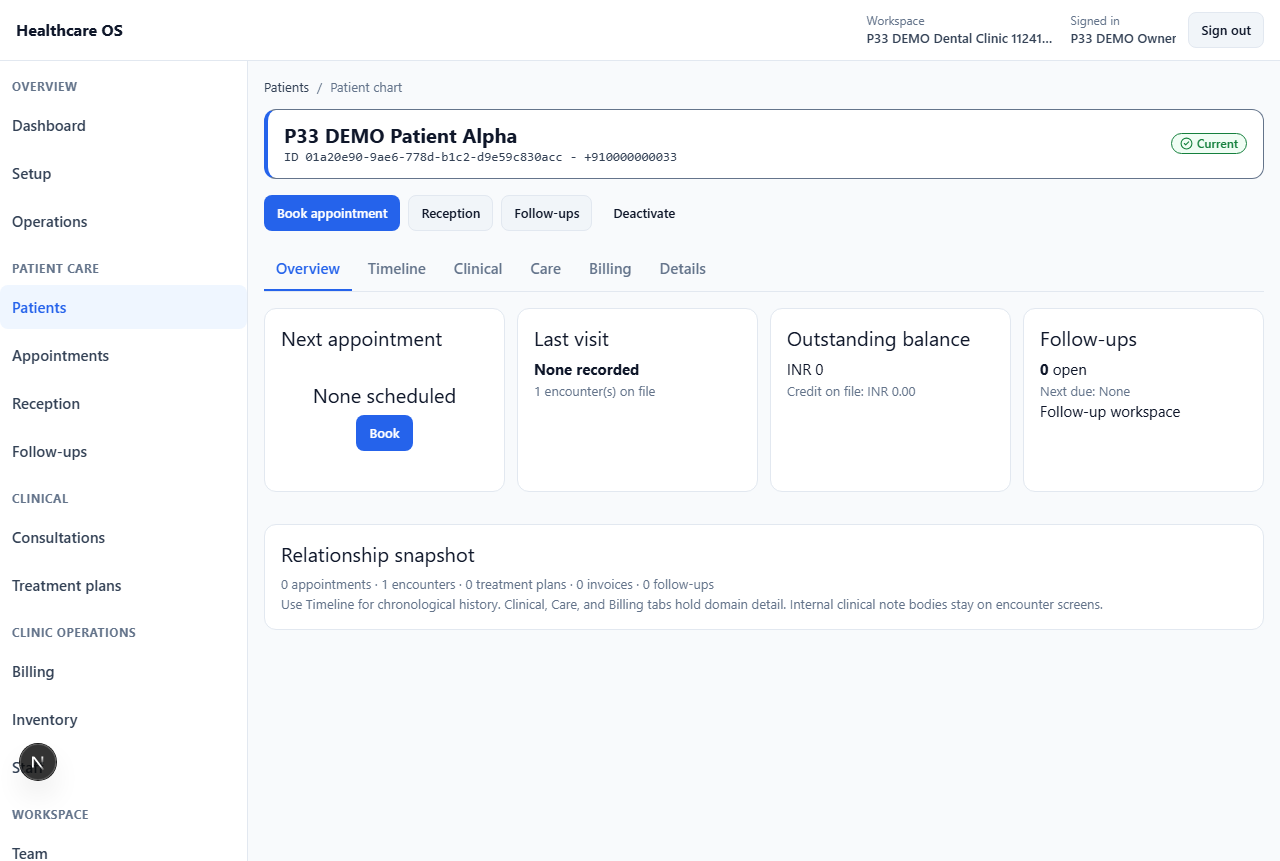 Healthcare OS
Workspace
P33 DEMO Dental Clinic 11241...
Signed in
P33 DEMO Owner
Sign out
OVERVIEW
Dashboard
Setup
Operations
PATIENT CARE
Patients
Appointments
Reception
Follow-ups
CLINICAL
Consultations
Treatment plans
CLINIC OPERATIONS
Billing
Inventory
Staff
N
WORKSPACE
Team
Patients / Patient chart
P33 DEMO Patient Alpha
ID 01a20e90-9ae6-778d-b1c2-d9e59c830acc - +910000000033
Current
Book appointment
Reception
Follow-ups
Deactivate
Overview
Timeline
Clinical
Care
Billing
Details
Next appointment
None scheduled
Book
Last visit
None recorded
1 encounter(s) on file
Outstanding balance
INR 0
Credit on file: INR 0.00
Follow-ups
0 open
Next due: None
Follow-up workspace
Relationship snapshot
0 appointments · 1 encounters · 0 treatment plans · 0 invoices · 0 follow-ups
Use Timeline for chronological history. Clinical, Care, and Billing tabs hold domain detail. Internal clinical note bodies stay on encounter screens.